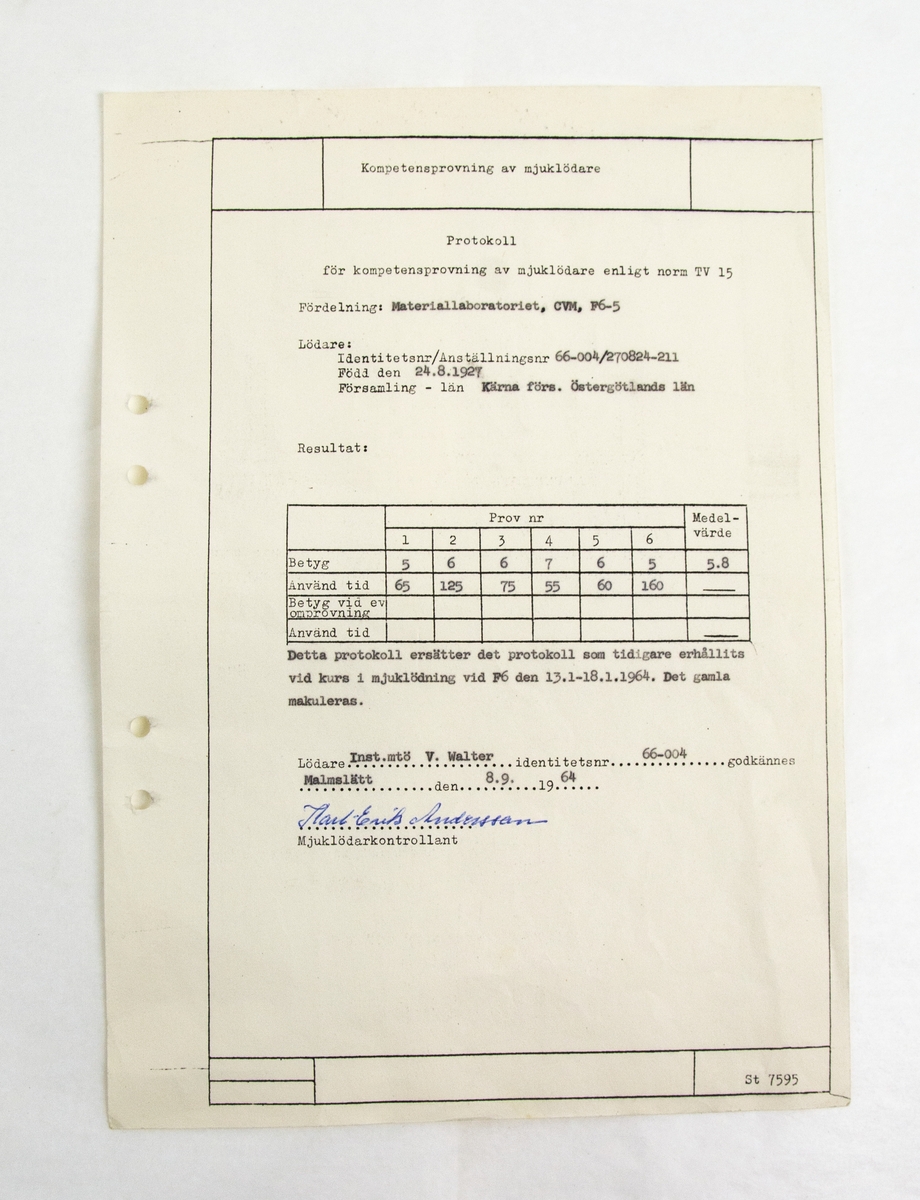 Kompetensprovning av mjuklödare
Protokoll
för kompetensprovning av mjuklödare enligt norm TV 15
Fördelning: Materiallaboratoriet, CVM, F6-5
Lödare:
Identitetsnr/Anställningsnr 66-004/270824-211
Född den 24.8.1927
Församling - län Kärna förs. Östergötlands län
Resultat:
Prov nr Medel-
värde
1 2 3 4 5 6
Betyg 5 6 6 7 6 5 5.8
Använd tid 65 125 75 55 60 160
Betyg vid ev
omprövning
Använd tid
Detta protokoll ersätter det protokoll som tidigare erhållits
vid kurs i mjuklödning vid F6 den 13.1-18.1.1964. Det gamla
makuleras.
Lödare Inst.mtö V. Walter identitetsnr. 66-004 godkännes
Malmslätt den 8.9. 1964
Karl-Erik Andersson
Mjuklödarkontrollant
St 7595